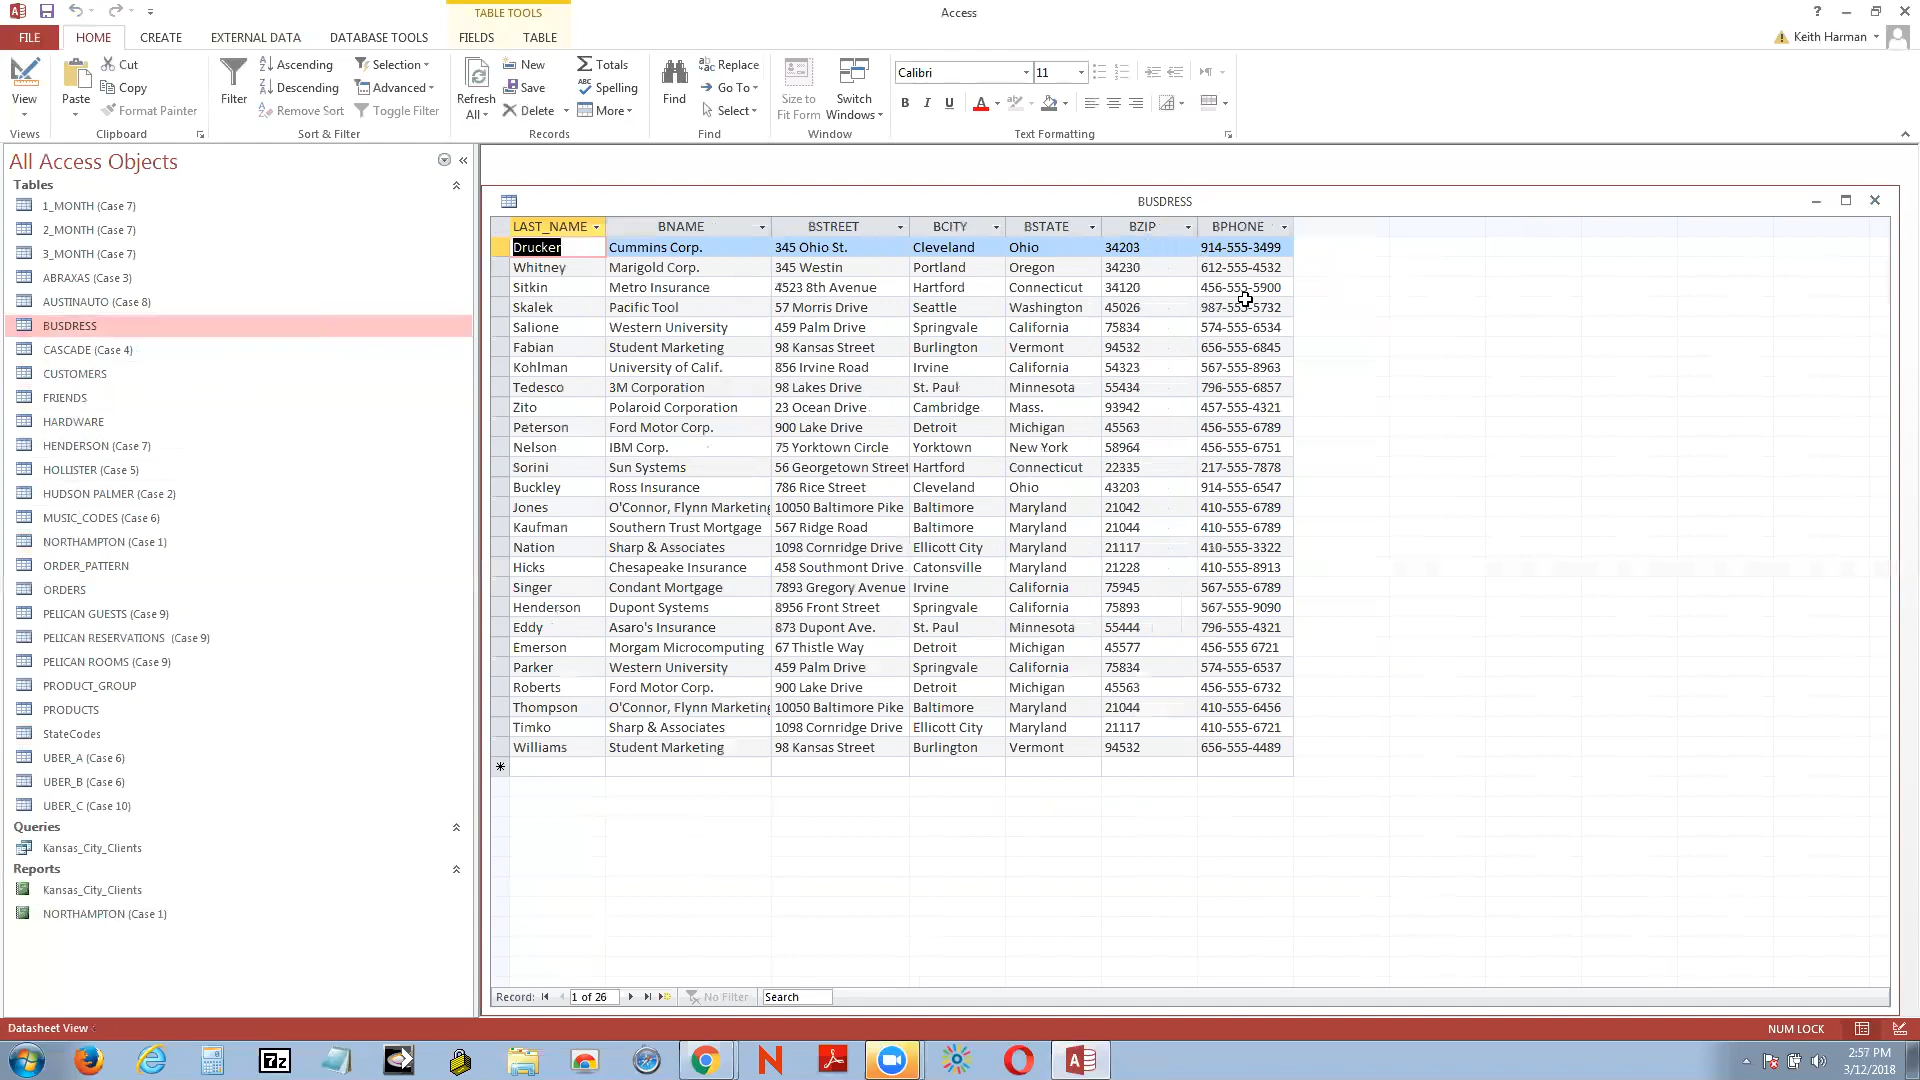 TABLE TOOLS
Access
FILE
HOME
CREATE
EXTERNAL DATA
DATABASE TOOLS
FIELDS
TABLE
Keith Harman
View
Views
Paste
Cut
Copy
Format Painter
Clipboard
Filter
Ascending
Descending
Remove Sort
Selection
Advanced
Toggle Filter
Sort & Filter
Refresh All
New
Save
Delete
Totals
Spelling
More
Records
Find
Replace
Go To
Select
Find
Size to Fit Form
Switch Windows
Window
Calibri
11
Text Formatting
All Access Objects
Tables
1_MONTH (Case 7)
2_MONTH (Case 7)
3_MONTH (Case 7)
ABRAXAS (Case 3)
AUSTINAUTO (Case 8)
BUSDRESS
CASCADE (Case 4)
CUSTOMERS
FRIENDS
HARDWARE
HENDERSON (Case 7)
HOLLISTER (Case 5)
HUDSON PALMER (Case 2)
MUSIC_CODES (Case 6)
NORTHAMPTON (Case 1)
ORDER_PATTERN
ORDERS
PELICAN GUESTS (Case 9)
PELICAN RESERVATIONS (Case 9)
PELICAN ROOMS (Case 9)
PRODUCT_GROUP
PRODUCTS
StateCodes
UBER_A (Case 6)
UBER_B (Case 6)
UBER_C (Case 10)
Queries
Kansas_City_Clients
Reports
Kansas_City_Clients
NORTHAMPTON (Case 1)
BUSDRESS
LAST_NAME BNAME BSTREET BCITY BSTATE BZIP BPHONE
Drucker Cummins Corp. 345 Ohio St. Cleveland Ohio 34203 914-555-3499
Whitney Marigold Corp. 345 Westin Portland Oregon 34230 612-555-4532
Sitkin Metro Insurance 4523 8th Avenue Hartford Connecticut 34120 456-555-5900
Skalek Pacific Tool 57 Morris Drive Seattle Washington 45026 987-555-5732
Salione Western University 459 Palm Drive Springvale California 75834 574-555-6534
Fabian Student Marketing 98 Kansas Street Burlington Vermont 94532 656-555-6845
Kohlman University of Calif. 856 Irvine Road Irvine California 54323 567-555-8963
Tedesco 3M Corporation 98 Lakes Drive St. Paul Minnesota 55434 796-555-6857
Zito Polaroid Corporation 23 Ocean Drive Cambridge Mass. 93942 457-555-4321
Peterson Ford Motor Corp. 900 Lake Drive Detroit Michigan 45563 456-555-6789
Nelson IBM Corp. 75 Yorktown Circle Yorktown New York 58964 456-555-6751
Sorini Sun Systems 56 Georgetown Street Hartford Connecticut 22335 217-555-7878
Buckley Ross Insurance 786 Rice Street Cleveland Ohio 43203 914-555-6547
Jones O'Connor, Flynn Marketing 10050 Baltimore Pike Baltimore Maryland 21042 410-555-6789
Kaufman Southern Trust Mortgage 567 Ridge Road Baltimore Maryland 21044 410-555-6789
Nation Sharp & Associates 1098 Cornridge Drive Ellicott City Maryland 21117 410-555-3322
Hicks Chesapeake Insurance 458 Southmont Drive Catonsville Maryland 21228 410-555-8913
Singer Condant Mortgage 7893 Gregory Avenue Irvine California 75945 567-555-6789
Henderson Dupont Systems 8956 Front Street Springvale California 75893 567-555-9090
Eddy Asaro's Insurance 873 Dupont Ave. St. Paul Minnesota 55444 796-555-4321
Emerson Morgam Microcomputing 67 Thistle Way Detroit Michigan 45577 456-555 6721
Parker Western University 459 Palm Drive Springvale California 75834 574-555-6537
Roberts Ford Motor Corp. 900 Lake Drive Detroit Michigan 45563 456-555-6732
Thompson O'Connor, Flynn Marketing 10050 Baltimore Pike Baltimore Maryland 21044 410-555-6456
Timko Sharp & Associates 1098 Cornridge Drive Ellicott City Maryland 21117 410-555-6721
Williams Student Marketing 98 Kansas Street Burlington Vermont 94532 656-555-4489
Record: 1 of 26 No Filter Search
Datasheet View
NUM LOCK
7z
2:57 PM
3/12/2018